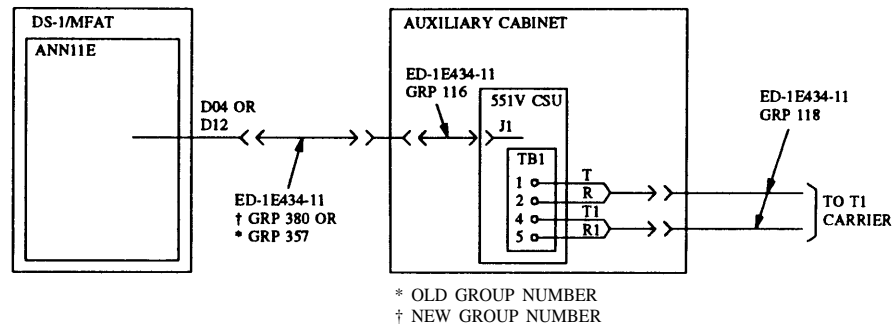 DS-1/MFAT
ANN11E
D04 OR
D12
ED-1E434-11
† GRP 380 OR
* GRP 357
AUXILIARY CABINET
ED-1E434-11
GRP 116
551V CSU
J1
TB1
1 T
2 R
4 T1
5 R1
ED-1E434-11
GRP 118
TO T1
CARRIER
* OLD GROUP NUMBER
† NEW GROUP NUMBER